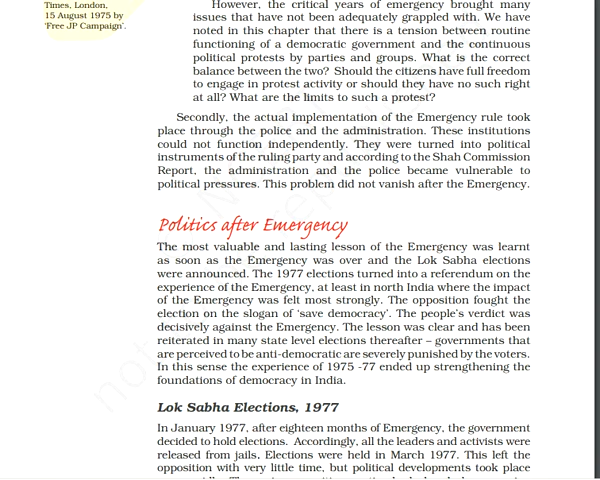 Times, London,
15 August 1975 by
'Free JP Campaign'.
However, the critical years of emergency brought many
issues that have not been adequately grappled with. We have
noted in this chapter that there is a tension between routine
functioning of a democratic government and the continuous
political protests by parties and groups. What is the correct
balance between the two? Should the citizens have full freedom
to engage in protest activity or should they have no such right
at all? What are the limits to such a protest?
Secondly, the actual implementation of the Emergency rule took
place through the police and the administration. These institutions
could not function independently. They were turned into political
instruments of the ruling party and according to the Shah Commission
Report, the administration and the police became vulnerable to
political pressures. This problem did not vanish after the Emergency.
Politics after Emergency
The most valuable and lasting lesson of the Emergency was learnt
as soon as the Emergency was over and the Lok Sabha elections
were announced. The 1977 elections turned into a referendum on the
experience of the Emergency, at least in north India where the impact
of the Emergency was felt most strongly. The opposition fought the
election on the slogan of 'save democracy'. The people's verdict was
decisively against the Emergency. The lesson was clear and has been
reiterated in many state level elections thereafter – governments that
are perceived to be anti-democratic are severely punished by the voters.
In this sense the experience of 1975 -77 ended up strengthening the
foundations of democracy in India.
Lok Sabha Elections, 1977
In January 1977, after eighteen months of Emergency, the government
decided to hold elections. Accordingly, all the leaders and activists were
released from jails. Elections were held in March 1977. This left the
opposition with very little time, but political developments took place